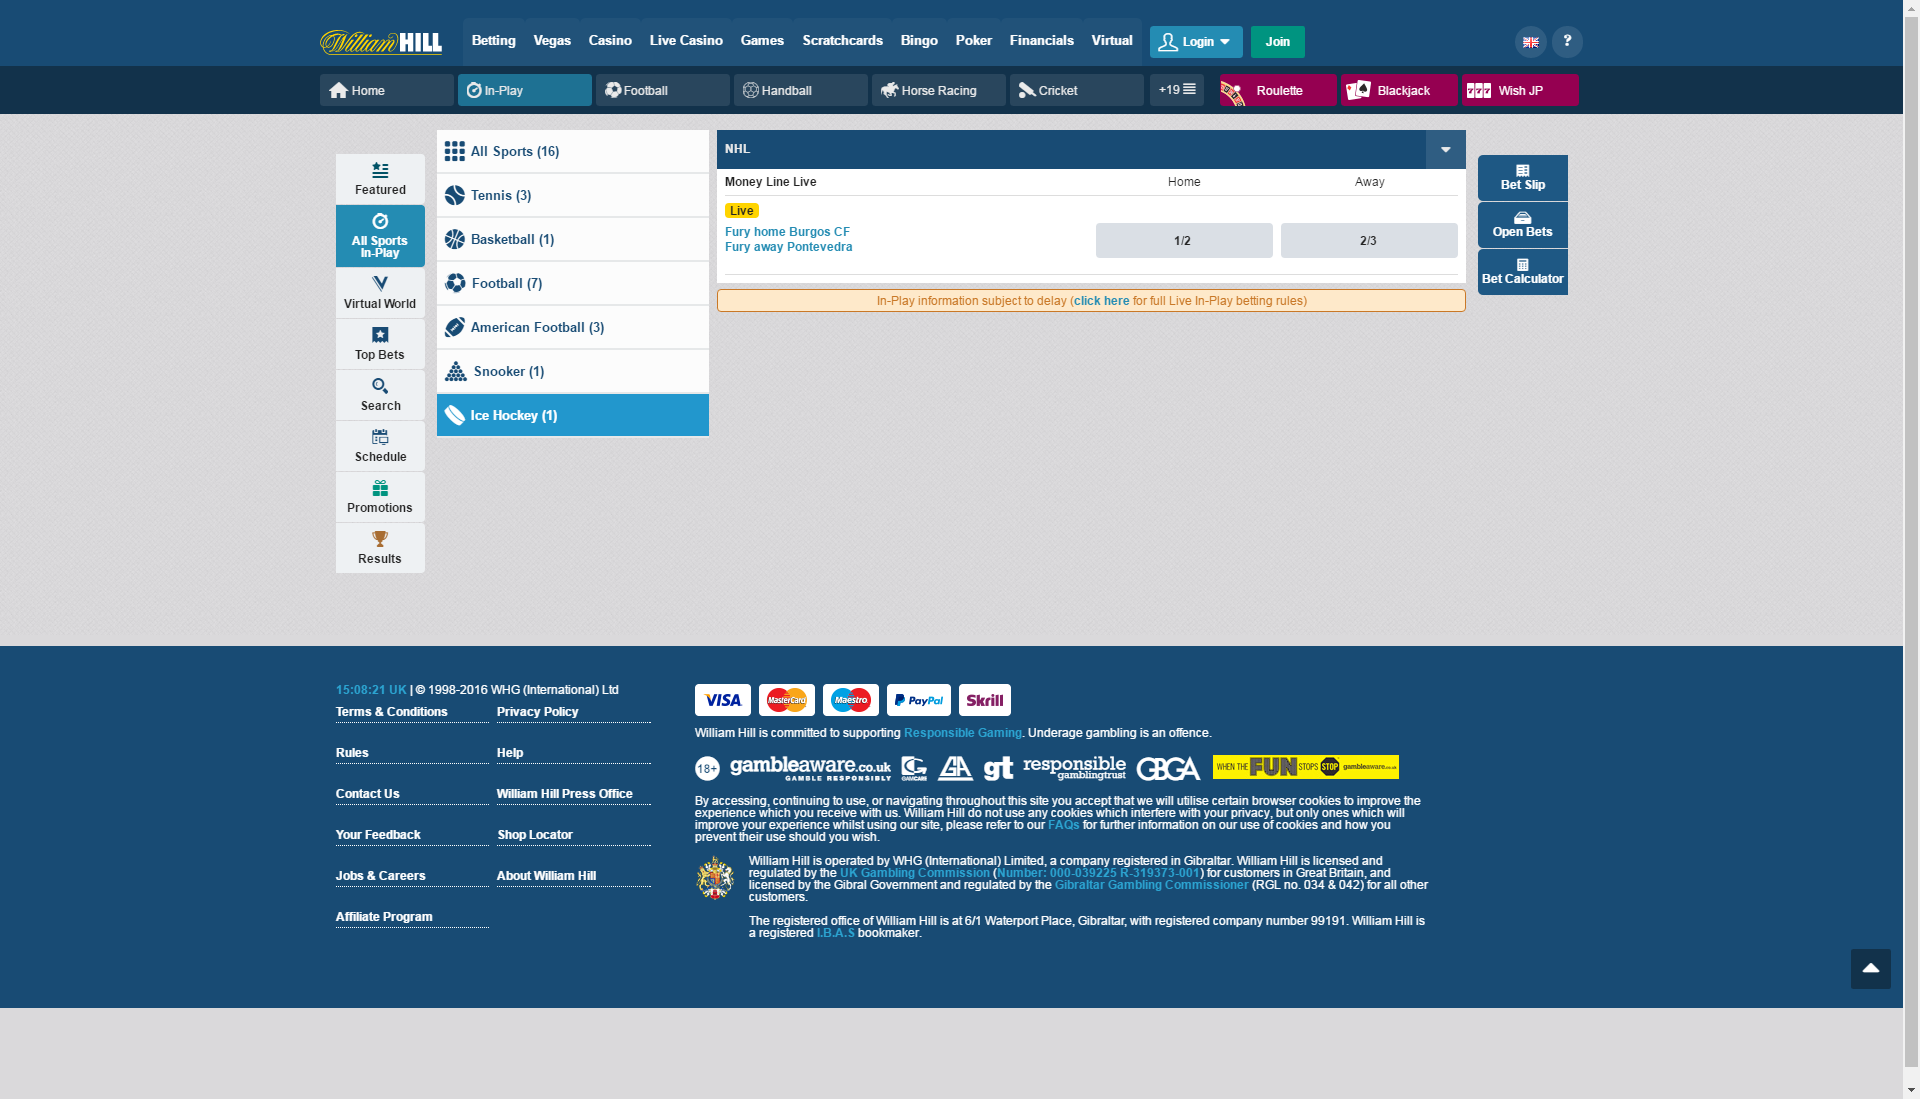 William HILL
Betting Vegas Casino Live Casino Games Scratchcards Bingo Poker Financials Virtual Login Join ?
Home In-Play Football Handball Horse Racing Cricket +19 Roulette Blackjack 777 Wish JP
Featured
All Sports
In-Play
Virtual World
Top Bets
Search
Schedule
Promotions
Results
All Sports (16)
Tennis (3)
Basketball (1)
Football (7)
American Football (3)
Snooker (1)
Ice Hockey (1)
NHL
Money Line Live Home Away
Live
Fury home Burgos CF
Fury away Pontevedra
1/2 2/3
In-Play information subject to delay (click here for full Live In-Play betting rules)
Bet Slip
Open Bets
Bet Calculator
15:08:21 UK | © 1998-2016 WHG (International) Ltd
Terms & Conditions Privacy Policy
Rules Help
Contact Us William Hill Press Office
Your Feedback Shop Locator
Jobs & Careers About William Hill
Affiliate Program
VISA MasterCard Maestro PayPal Skrill
William Hill is committed to supporting Responsible Gaming. Underage gambling is an offence.
18+ gambleaware.co.uk GAMBLE RESPONSIBLY GAMCARE gt responsible gamblingtrust GBGA WHEN THE FUN STOPS STOP gambleaware.co.uk
By accessing, continuing to use, or navigating throughout this site you accept that we will utilise certain browser cookies to improve the
experience which you receive with us. William Hill do not use any cookies which interfere with your privacy, but only ones which will
improve your experience whilst using our site, please refer to our FAQs for further information on our use of cookies and how you
prevent their use should you wish.
William Hill is operated by WHG (International) Limited, a company registered in Gibraltar. William Hill is licensed and
regulated by the UK Gambling Commission (Number: 000-039225 R-319373-001) for customers in Great Britain, and
licensed by the Gibral Government and regulated by the Gibraltar Gambling Commissioner (RGL no. 034 & 042) for all other
customers.
The registered office of William Hill is at 6/1 Waterport Place, Gibraltar, with registered company number 99191. William Hill is
a registered I.B.A.S bookmaker.